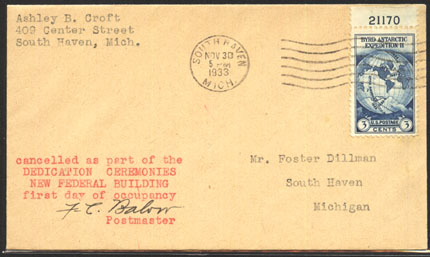 Ashley B. Croft
409 Center Street
South Haven, Mich.
SOUTH HAVEN
NOV 30
1933
MICH.
21170
BYRD ANTARCTIC
EXPEDITION II
U.S. POSTAGE
3 3
CENTS
cancelled as part of the
DEDICATION CEREMONIES
NEW FEDERAL BUILDING
first day of occupancy
Postmaster
Mr. Foster Dillman
South Haven
Michigan